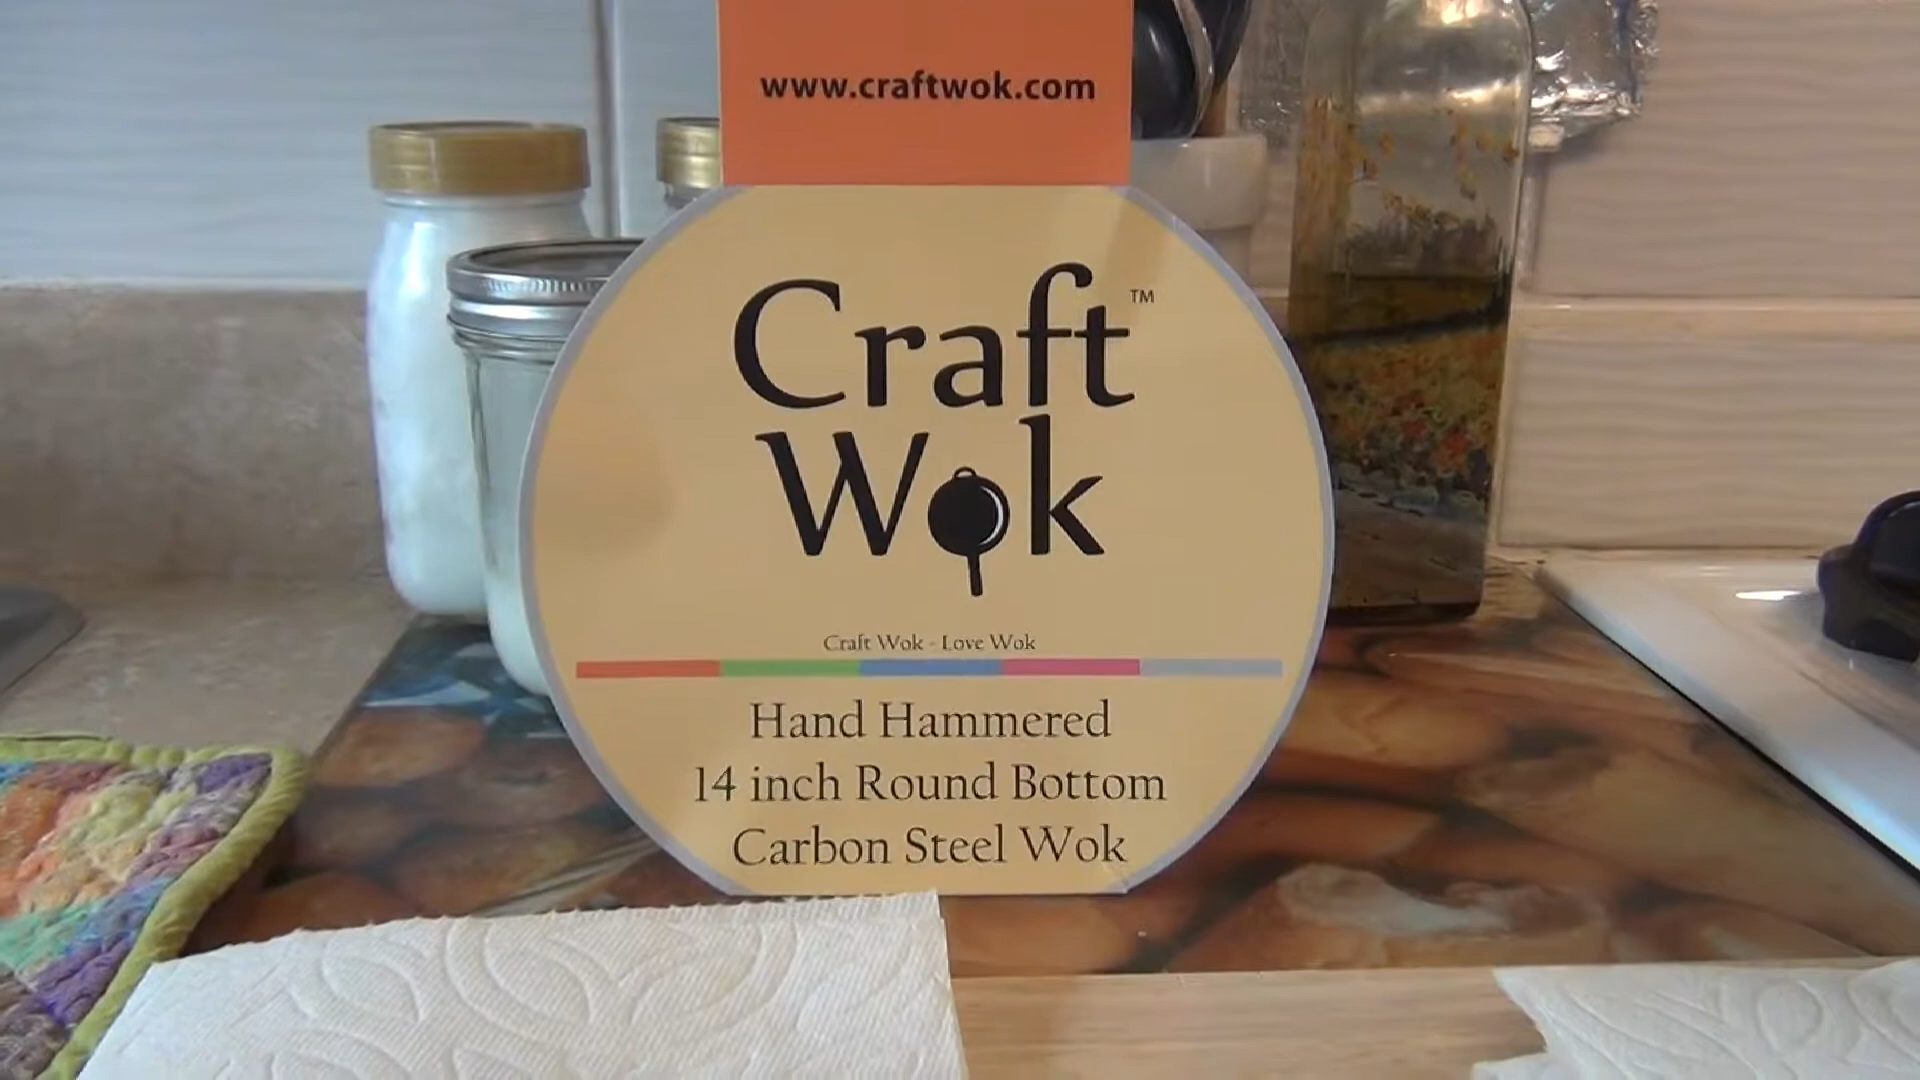 www.craftwok.com
Craft™
Wok
Craft Wok - Love Wok
Hand Hammered
14 inch Round Bottom
Carbon Steel Wok